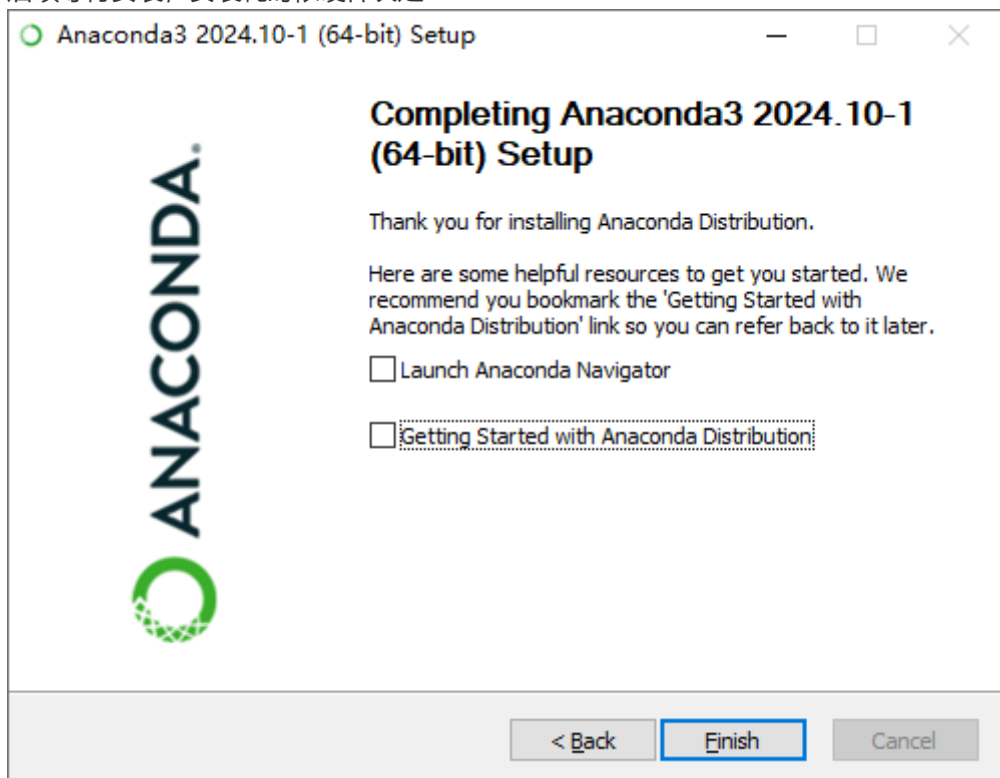 Anaconda3 2024.10-1 (64-bit) Setup
Completing Anaconda3 2024.10-1
(64-bit) Setup
Thank you for installing Anaconda Distribution.
Here are some helpful resources to get you started. We
recommend you bookmark the 'Getting Started with
Anaconda Distribution' link so you can refer back to it later.
Launch Anaconda Navigator
Getting Started with Anaconda Distribution
ANACONDA.
< Back
Finish
Cancel